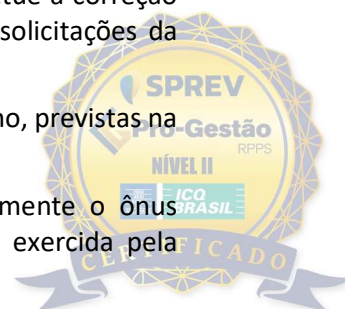 tue a correção
solicitações da
no, previstas na
mente o ônus
exercida pela
SPREV
Pró-Gestão
RPPS
NÍVEL II
ICQ
BRASIL
CERTIFICADO